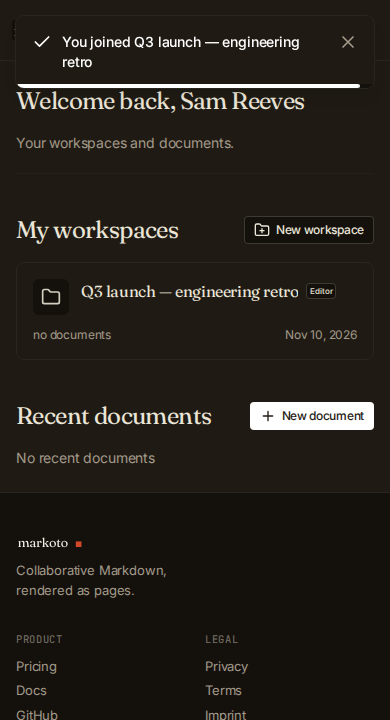 You joined Q3 launch — engineering
retro
Welcome back, Sam Reeves
Your workspaces and documents.
My workspaces
New workspace
Q3 launch — engineering retro
Editor
no documents
Nov 10, 2026
Recent documents
New document
No recent documents
markoto
Collaborative Markdown,
rendered as pages.
PRODUCT
LEGAL
Pricing
Privacy
Docs
Terms
GitHub
Imprint